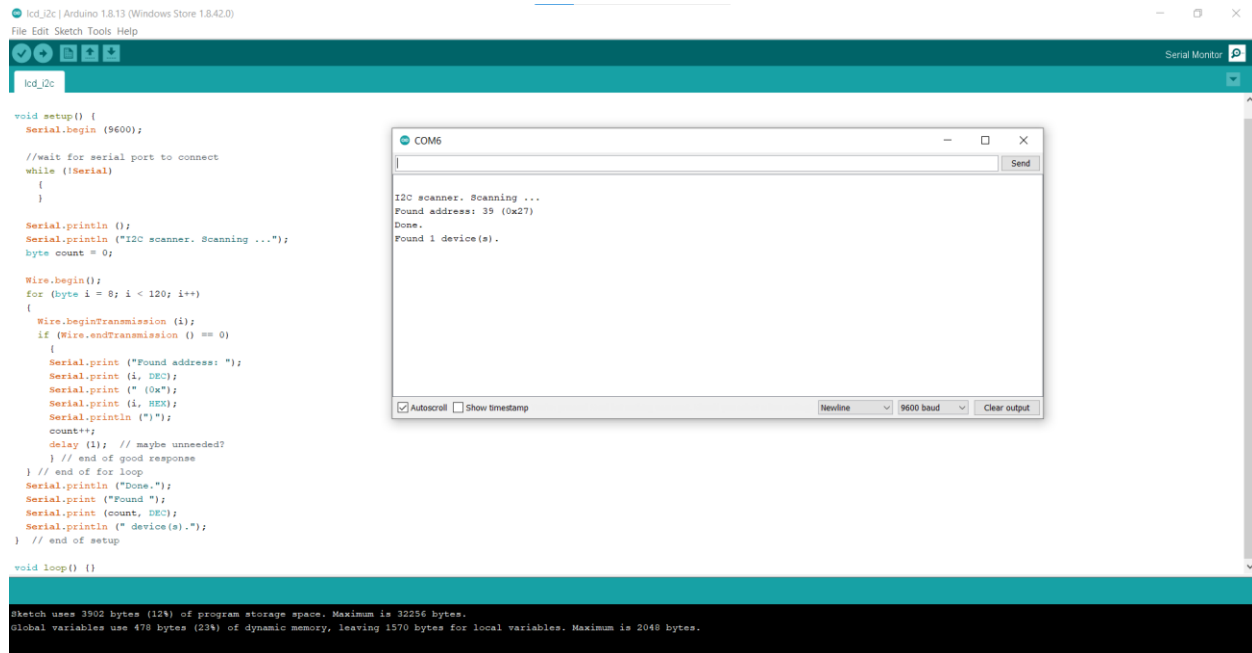 lcd_i2c | Arduino 1.8.13 (Windows Store 1.8.42.0)
File Edit Sketch Tools Help
Serial Monitor
lcd_i2c
void setup() {
Serial.begin (9600);
//wait for serial port to connect
while (!Serial)
{
}
Serial.println ();
Serial.println ("I2C scanner. Scanning ...");
byte count = 0;
Wire.begin();
for (byte i = 8; i < 120; i++)
{
Wire.beginTransmission (i);
if (Wire.endTransmission () == 0)
{
Serial.print ("Found address: ");
Serial.print (i, DEC);
Serial.print (" (0x");
Serial.print (i, HEX);
Serial.println (")");
count++;
delay (1);  // maybe unneeded?
} // end of good response
} // end of for loop
Serial.println ("Done.");
Serial.print ("Found ");
Serial.print (count, DEC);
Serial.println (" device(s).");
}  // end of setup
void loop() {}
COM6
Send
I2C scanner. Scanning ...
Found address: 39 (0x27)
Done.
Found 1 device(s).
Autoscroll Show timestamp Newline 9600 baud Clear output
Sketch uses 3902 bytes (12%) of program storage space. Maximum is 32256 bytes.
Global variables use 478 bytes (23%) of dynamic memory, leaving 1570 bytes for local variables. Maximum is 2048 bytes.